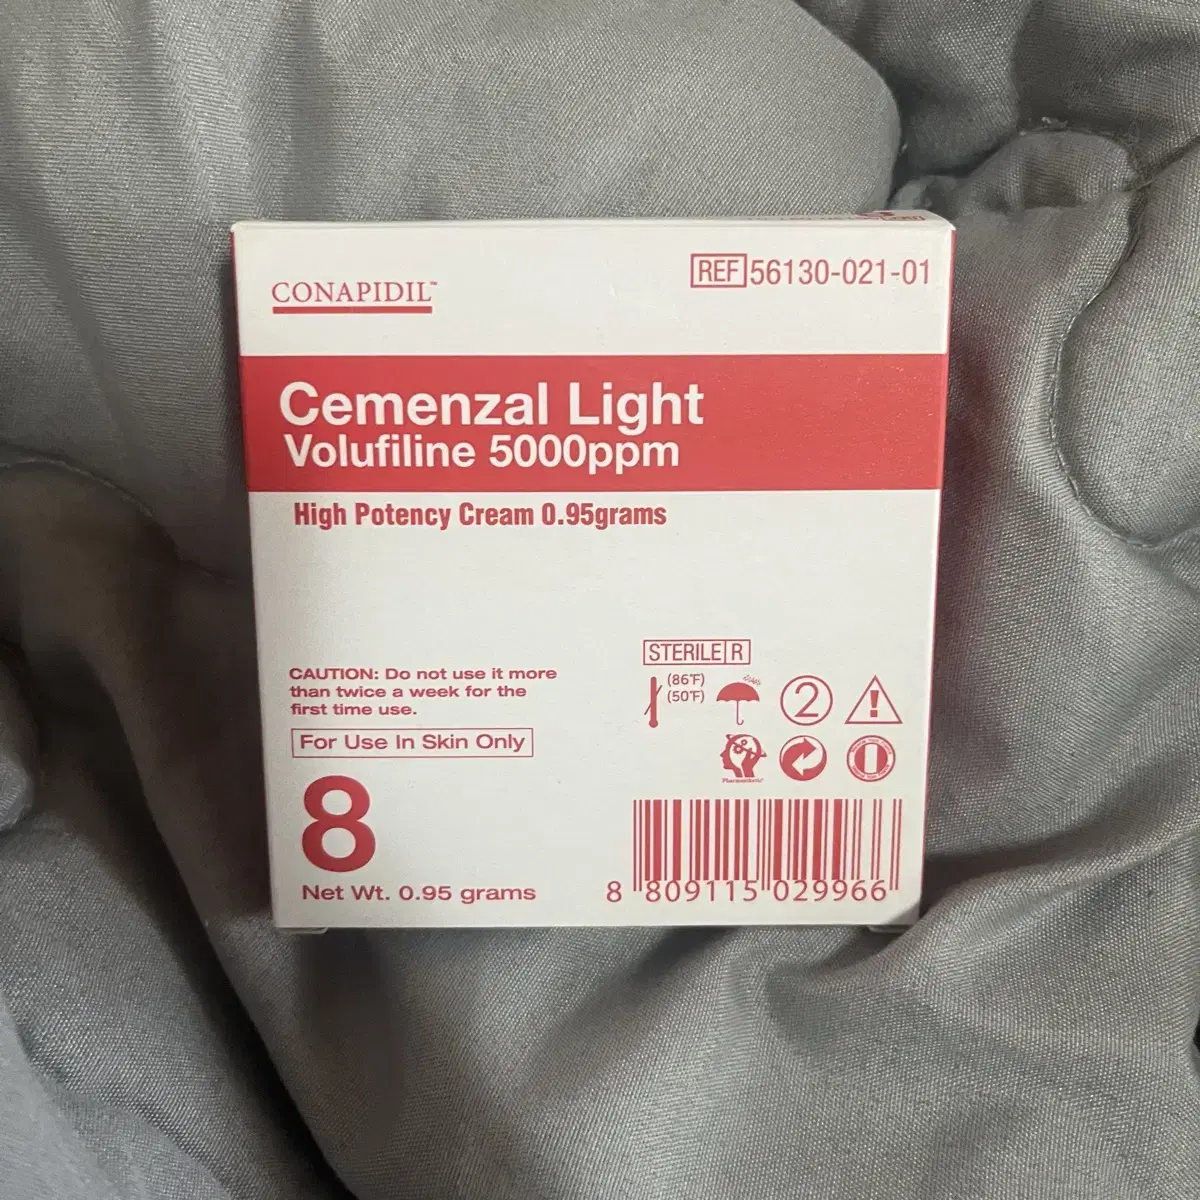 CONAPIDIL™
REF 56130-021-01
Cemenzal Light
Volufiline 5000ppm
High Potency Cream 0.95grams
STERILE R
CAUTION: Do not use it more
than twice a week for the
first time use.
(86°F)
(50°F)
2
!
For Use In Skin Only
8
Net Wt. 0.95 grams
8 809115 029966